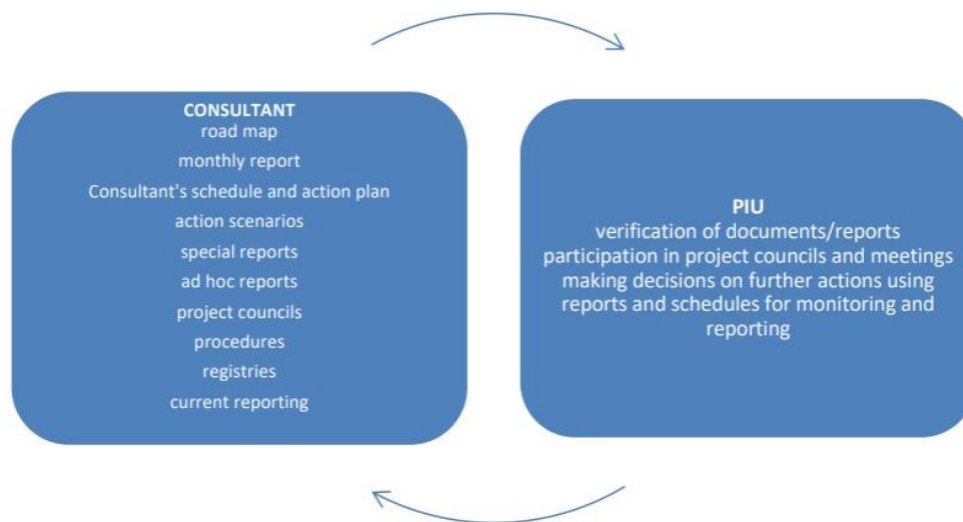 CONSULTANT
road map
monthly report
Consultant's schedule and action plan
action scenarios
special reports
ad hoc reports
project councils
procedures
registries
current reporting
PIU
verification of documents/reports
participation in project councils and meetings
making decisions on further actions using
reports and schedules for monitoring and
reporting